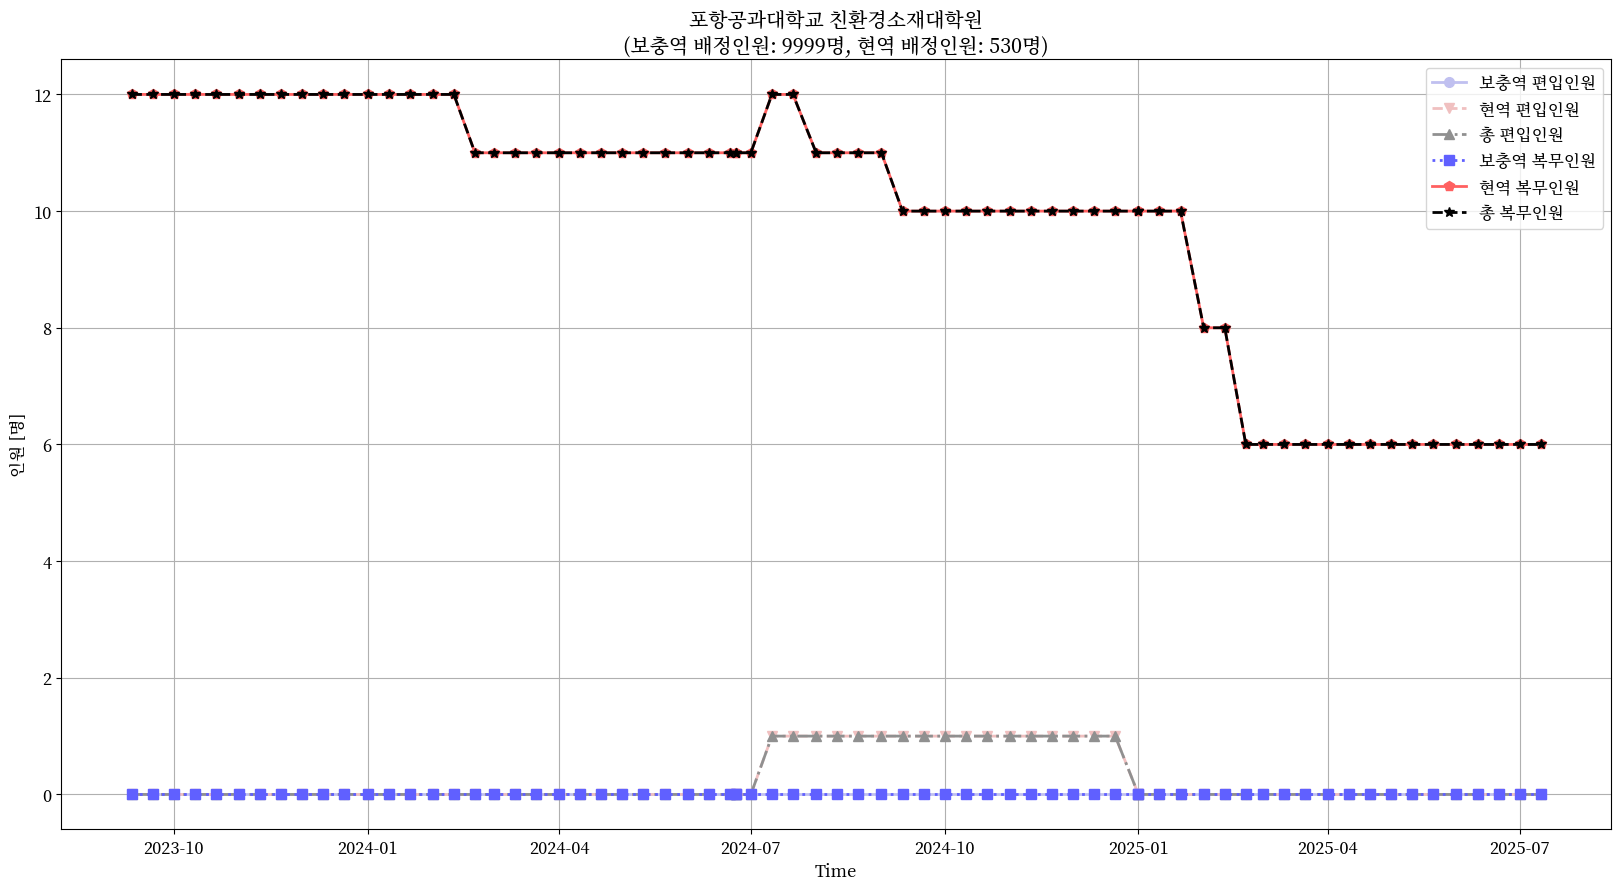 포항공과대학교 친환경소재대학원
(보충역 배정인원: 9999명, 현역 배정인원: 530명)
보충역 편입인원
현역 편입인원
총 편입인원
보충역 복무인원
현역 복무인원
총 복무인원
인원 [명]
12
10
8
6
4
2
0
2023-10
2024-01
2024-04
2024-07
2024-10
2025-01
2025-04
2025-07
Time